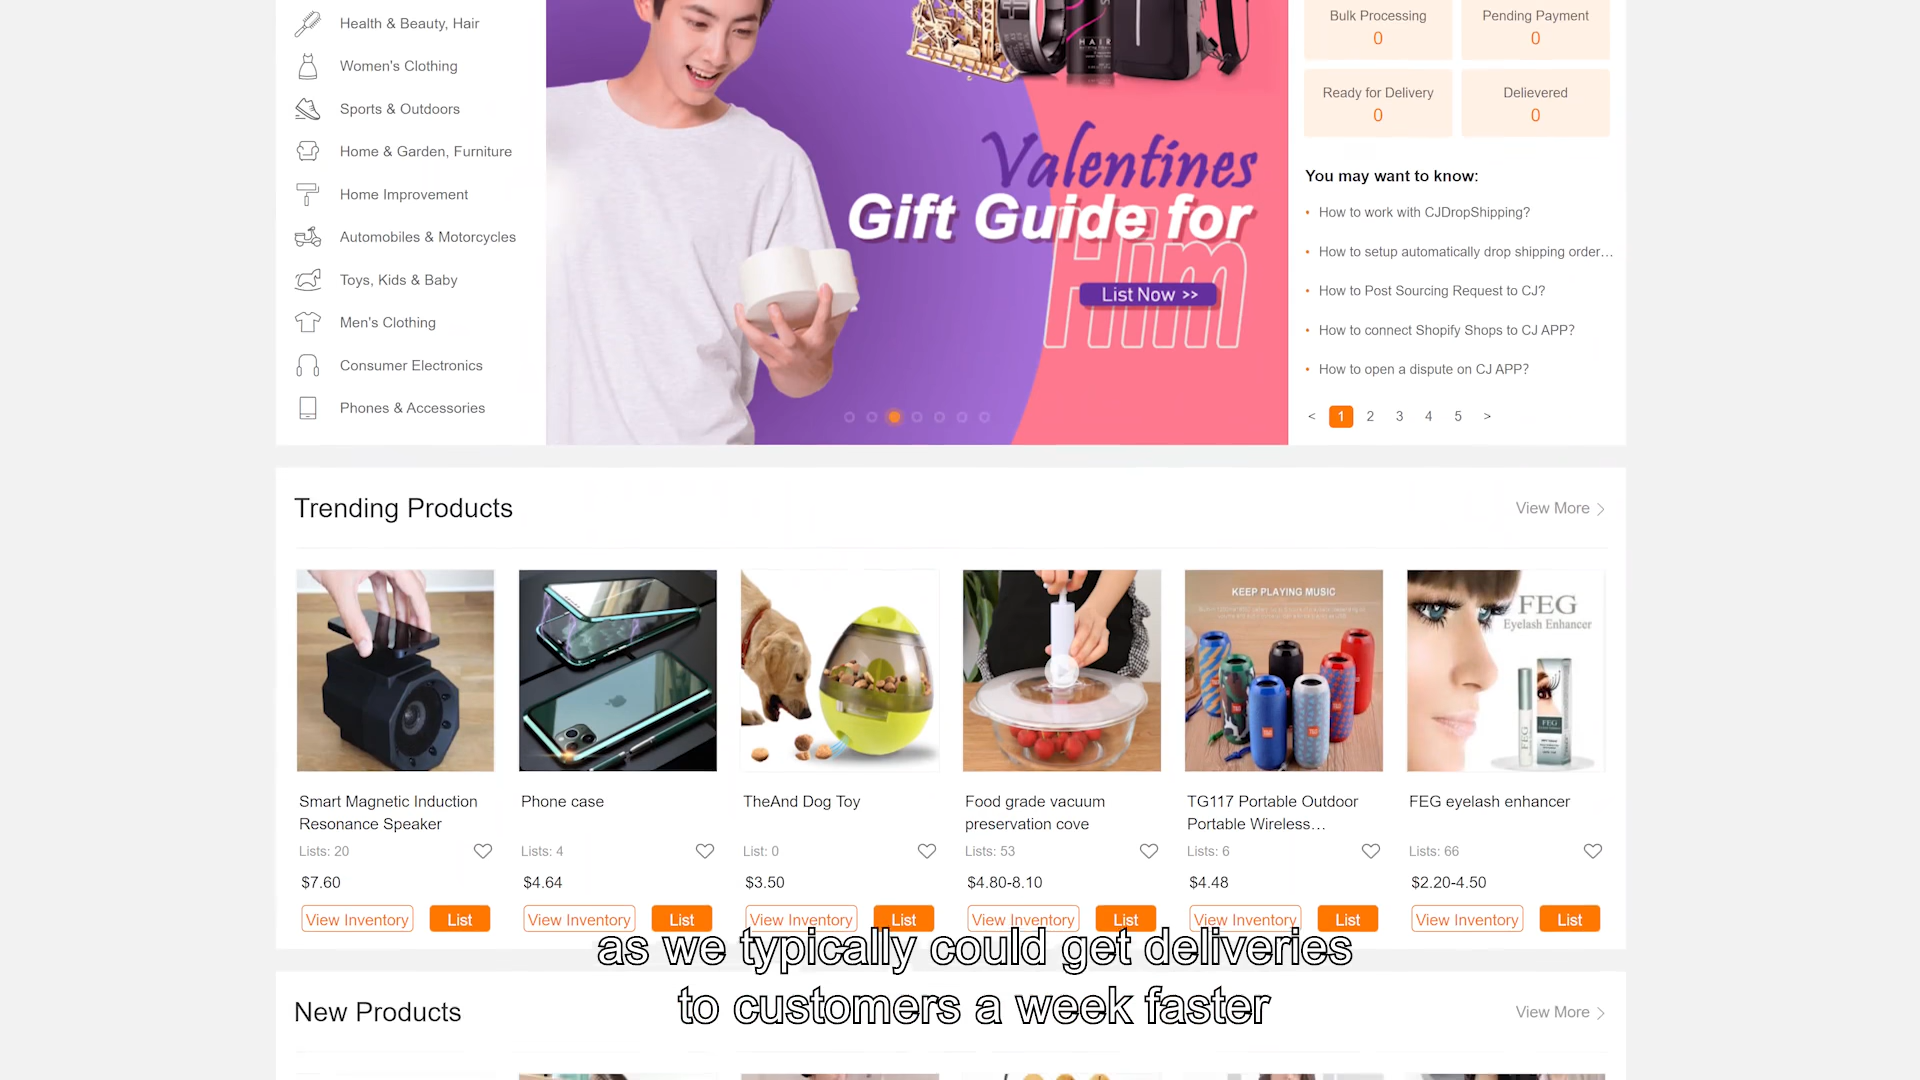 Health & Beauty, Hair
Women's Clothing
Sports & Outdoors
Home & Garden, Furniture
Home Improvement
Automobiles & Motorcycles
Toys, Kids & Baby
Men's Clothing
Consumer Electronics
Phones & Accessories
HAIR
Valentines
Gift Guide for
Him
List Now >>
Bulk Processing
0
Pending Payment
0
Ready for Delivery
0
Delievered
0
You may want to know:
• How to work with CJDropShipping?
• How to setup automatically drop shipping order…
• How to Post Sourcing Request to CJ?
• How to connect Shopify Shops to CJ APP?
• How to open a dispute on CJ APP?
< 1 2 3 4 5 >
Trending Products
View More >
KEEP PLAYING MUSIC
FEG
Eyelash Enhancer
FEG
FEG
Smart Magnetic Induction
Resonance Speaker
Lists: 20
$7.60
View Inventory
List
Phone case
Lists: 4
$4.64
View Inventory
List
TheAnd Dog Toy
List: 0
$3.50
View Inventory
List
Food grade vacuum
preservation cove
Lists: 53
$4.80-8.10
View Inventory
List
TG117 Portable Outdoor
Portable Wireless…
Lists: 6
$4.48
View Inventory
List
FEG eyelash enhancer
Lists: 66
$2.20-4.50
View Inventory
List
as we typically could get deliveries
to customers a week faster
New Products
View More >